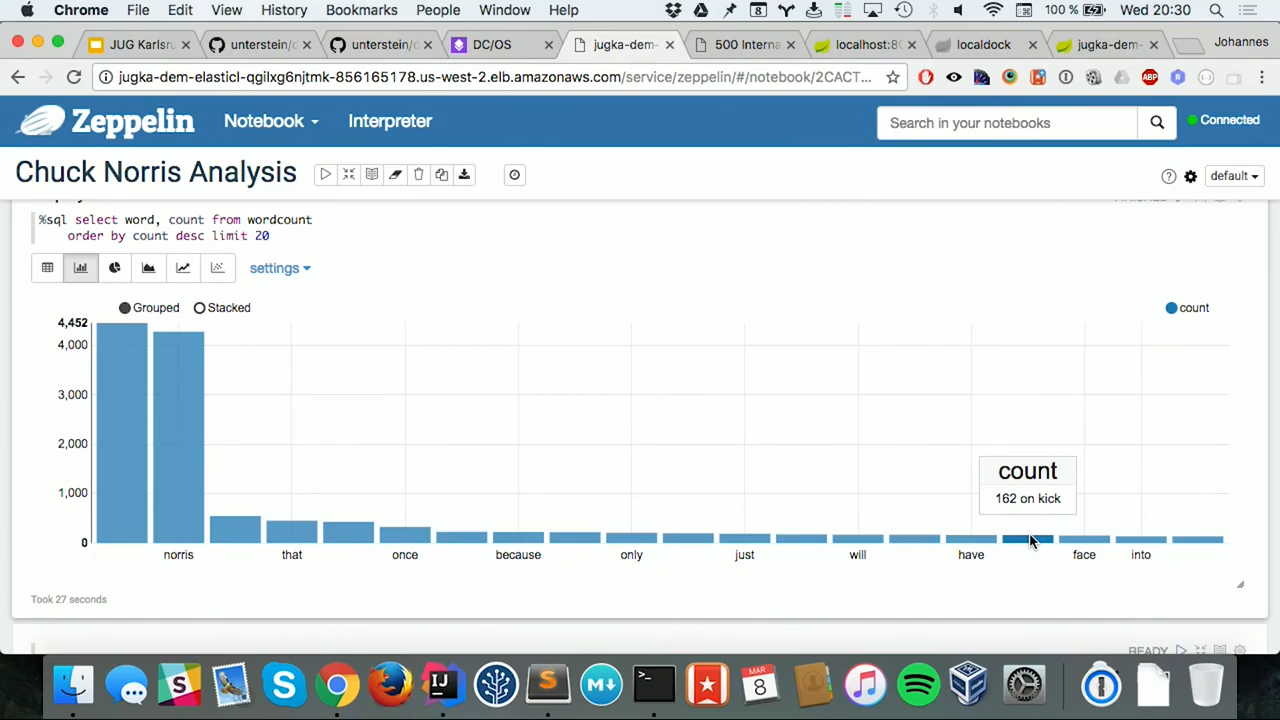 Chrome File Edit View History Bookmarks People Window Help 100 % Wed 20:30
JUG Karlsru unterstein/d unterstein/d DC/OS jugka-dem- 500 Interna localhost:8 localdock jugka-dem- Johannes
jugka-dem-elasticl-qgilxg6njtmk-856165178.us-west-2.elb.amazonaws.com/service/zeppelin/#/notebook/2CACT...
Zeppelin Notebook Interpreter Search in your notebooks Connected
Chuck Norris Analysis default
%sql select word, count from wordcount
order by count desc limit 20
settings
Grouped Stacked count
4,452
4,000
3,000
2,000
1,000
0
count
162 on kick
norris that once because only just will have face into
Took 27 seconds
READY